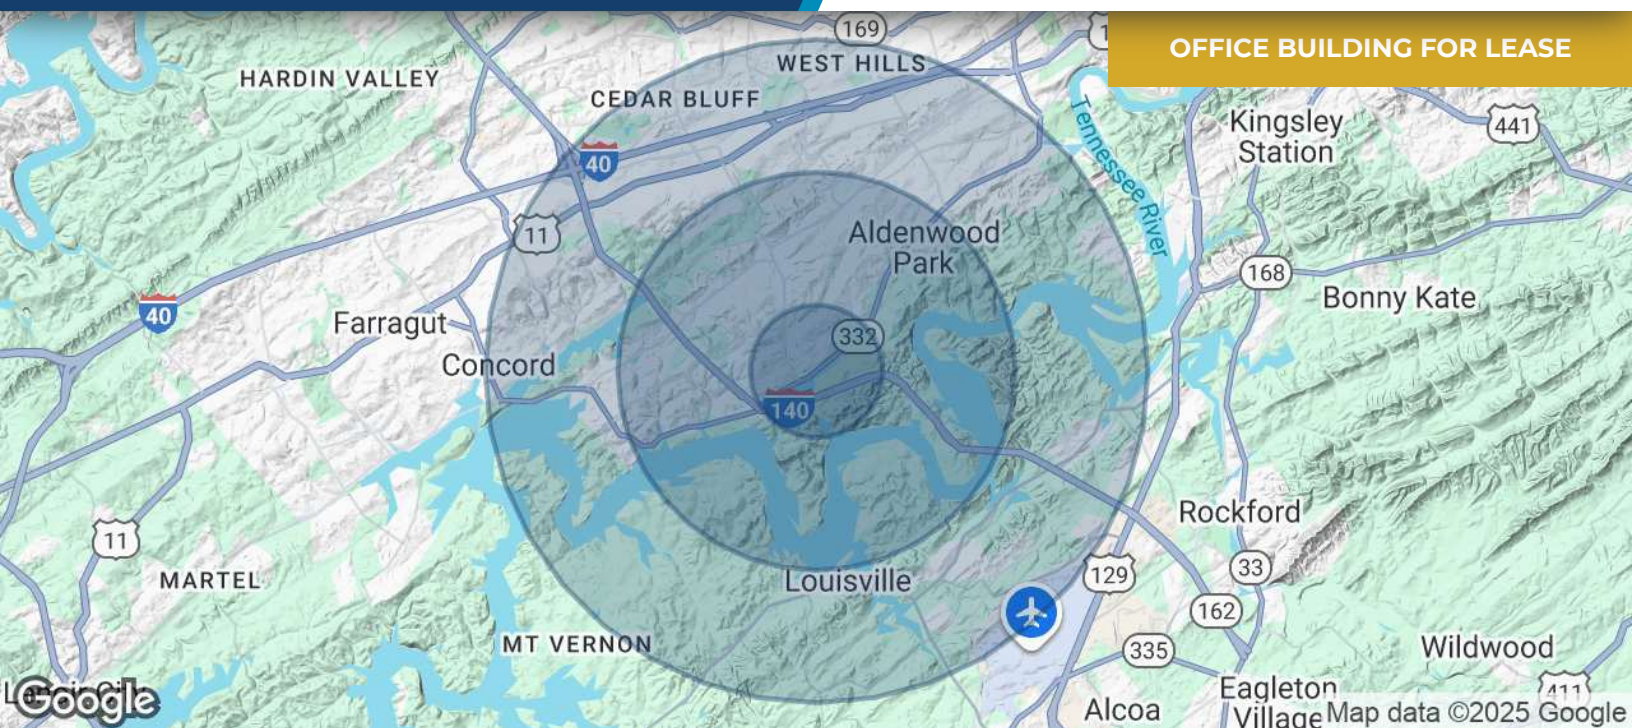 OFFICE BUILDING FOR LEASE
169
WEST HILLS
HARDIN VALLEY
CEDAR BLUFF
Tennessee River
Kingsley
Station
441
40
11
Aldenwood
Park
168
Bonny Kate
40
Farragut
332
Concord
140
Rockford
11
MARTEL
Louisville
129
33
162
MT VERNON
335
Wildwood
Eagleton
Village
411
Alcoa
Lenoir City
Google
Map data ©2025 Google